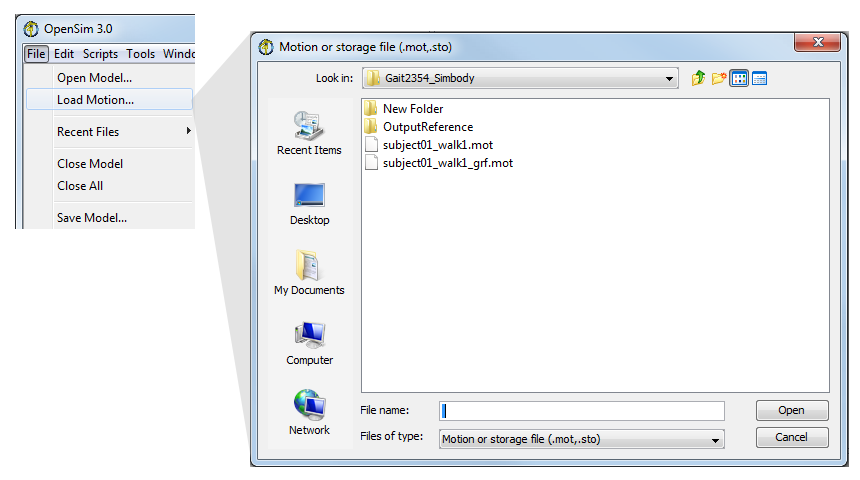 OpenSim 3.0
File Edit Scripts Tools Windo
Open Model...
Load Motion...
Recent Files
Close Model
Close All
Save Model...
Motion or storage file (.mot,.sto)
Look in: Gait2354_Simbody
New Folder
OutputReference
subject01_walk1.mot
subject01_walk1_grf.mot
Recent Items
Desktop
My Documents
Computer
Network
File name:
Open
Files of type: Motion or storage file (.mot,.sto)
Cancel